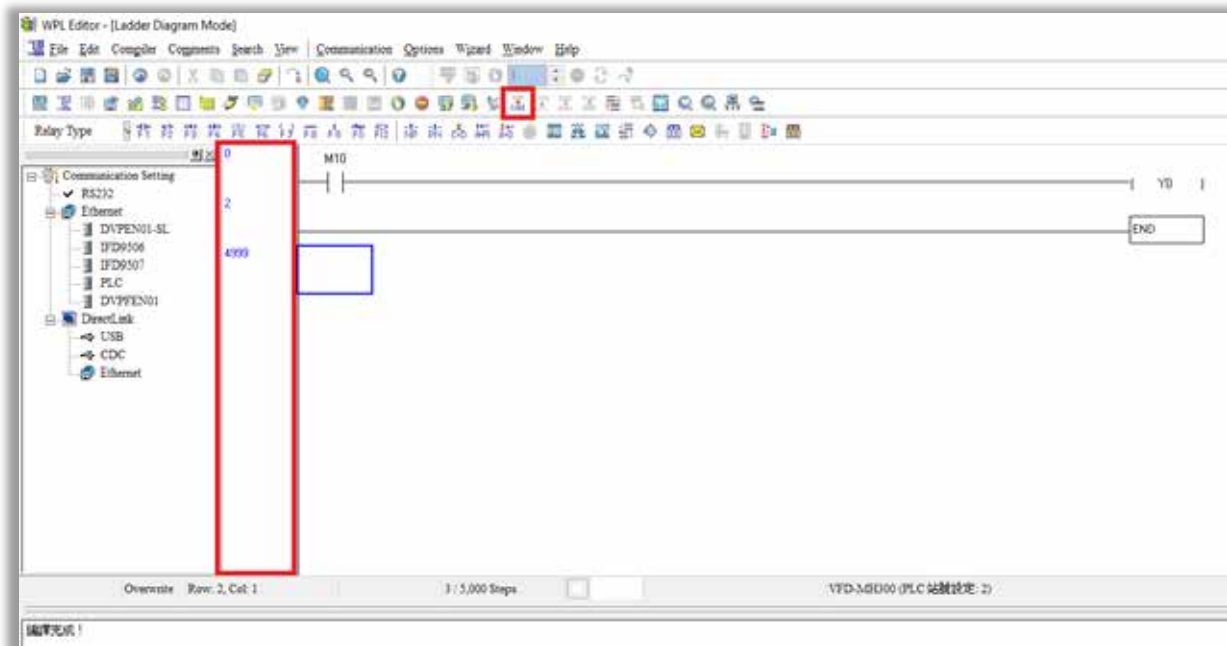 WPL Editor - [Ladder Diagram Mode]
File Edit Compiler Comments Search View Communication Options Wizard Window Help
Relay Type
Communication Setting
RS232
Ethernet
DVPEN01-SL
IFD9506
IFD9507
PLC
DVPFEN01
DirectLink
USB
CDC
Ethernet
0
M10
Y0
2
END
4999
Overwrite Row: 2, Col: 1 3 / 5,000 Steps VFD-MH300 (PLC 站號設定: 2)
編譯完成 !